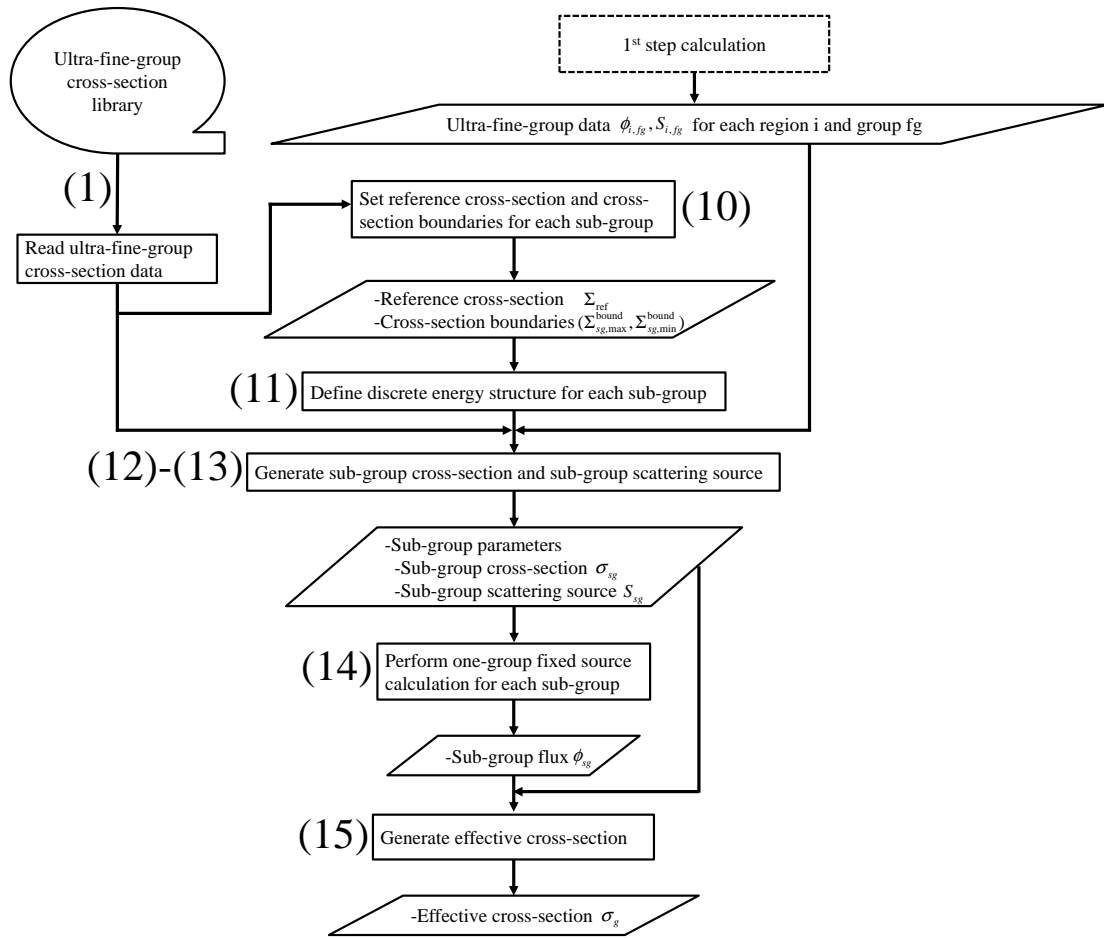 Ultra-fine-group
cross-section
library
1st step calculation
Ultra-fine-group data ϕi,fg, Si,fg for each region i and group fg
(1)
Set reference cross-section and cross-
section boundaries for each sub-group
(10)
Read ultra-fine-group
cross-section data
-Reference cross-section Σref
-Cross-section boundaries (Σ^bound_sg,max, Σ^bound_sg,min)
(11)
Define discrete energy structure for each sub-group
(12)-(13)
Generate sub-group cross-section and sub-group scattering source
-Sub-group parameters
-Sub-group cross-section σsg
-Sub-group scattering source Ssg
(14)
Perform one-group fixed source
calculation for each sub-group
-Sub-group flux ϕsg
(15)
Generate effective cross-section
-Effective cross-section σg